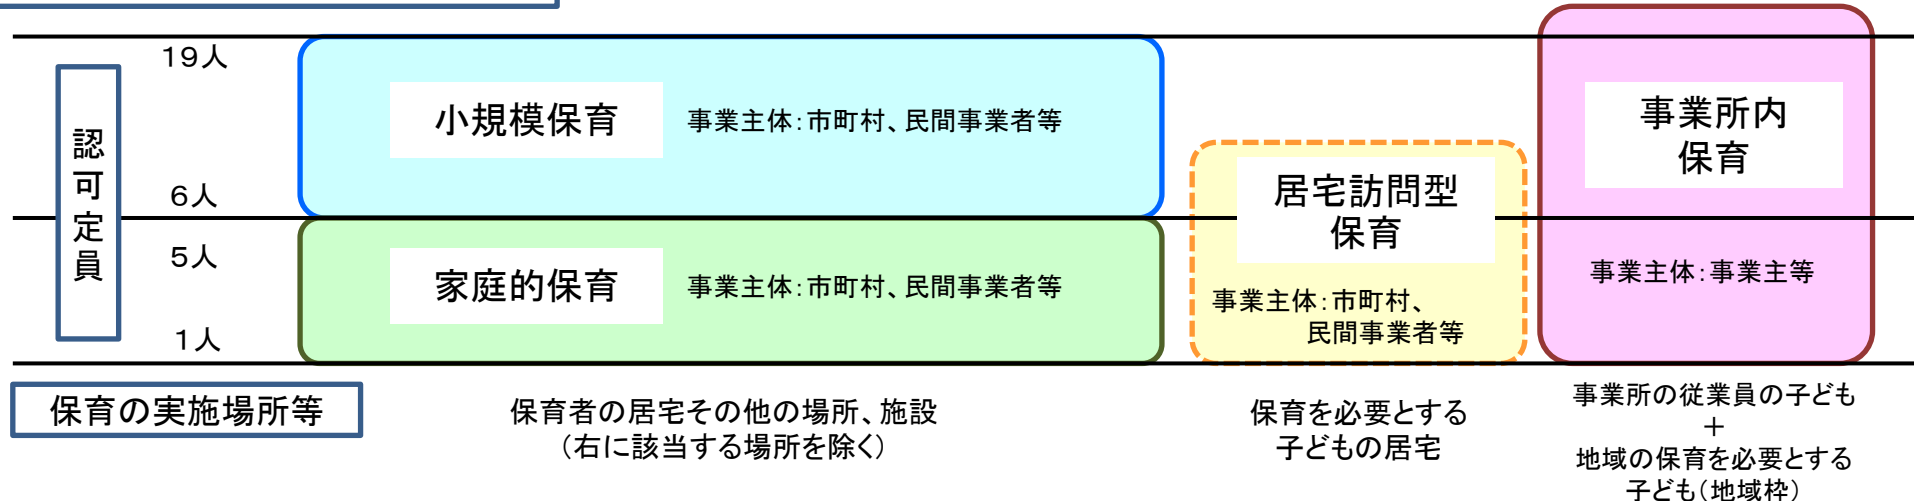 19人
小規模保育
事業主体：市町村、民間事業者等
認可定員
6人
5人
家庭的保育
事業主体：市町村、民間事業者等
1人
居宅訪問型
保育
事業主体：市町村、
民間事業者等
事業所内
保育
事業主体：事業主等
保育の実施場所等
保育者の居宅その他の場所、施設
（右に該当する場所を除く）
保育を必要とする
子どもの居宅
事業所の従業員の子ども
＋
地域の保育を必要とする
子ども（地域枠）